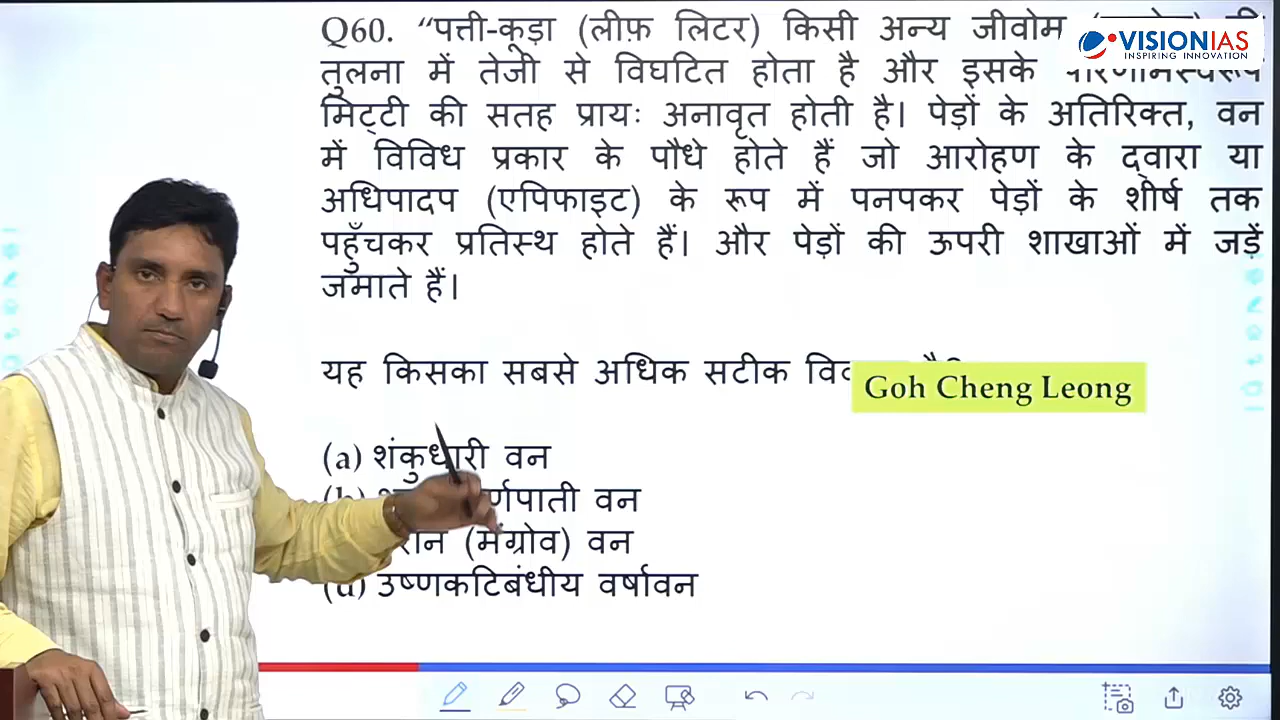 Q60. “पत्ती-कूड़ा (लीफ़ लिटर) किसी अन्य जीवोम
VISIONIAS
INSPIRING INNOVATION
तुलना में तेजी से विघटित होता है और इसके
मिट्टी की सतह प्रायः अनावृत होती है। पेड़ों के अतिरिक्त, वन
में विविध प्रकार के पौधे होते हैं जो आरोहण के द्वारा या
अधिपादप (एपिफाइट) के रूप में पनपकर पेड़ों के शीर्ष तक
पहुँचकर प्रतिस्थ होते हैं। और पेड़ों की ऊपरी शाखाओं में जड़ें
जमाते हैं।
यह किसका सबसे अधिक सटीक
Goh Cheng Leong
(a) शंकुधारी वन
वन
(मंग्रोव) वन
(d) उष्णकटिबंधीय वर्षावन